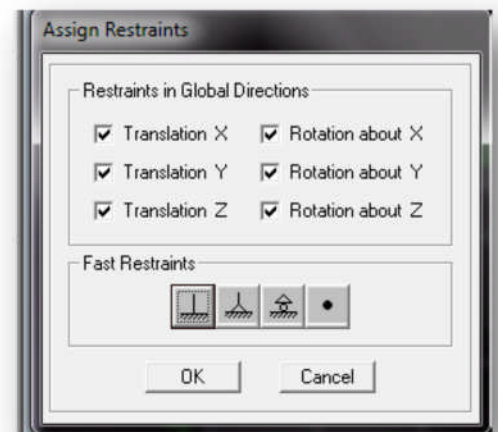 Assign Restraints
Restraints in Global Directions
Translation X Rotation about X
Translation Y Rotation about Y
Translation Z Rotation about Z
Fast Restraints
OK Cancel